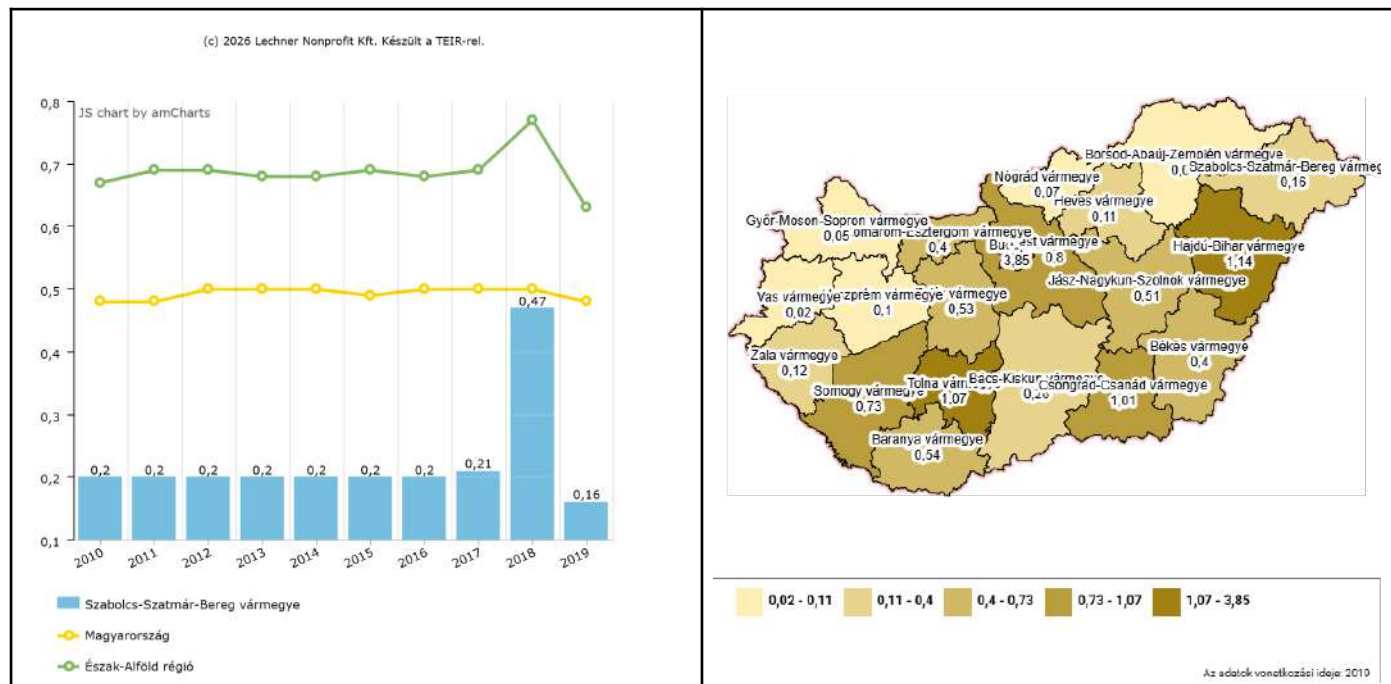 (c) 2026 Lechner Nonprofit Kft. Készült a TEIR-rel.
JS chart by amCharts
0,8
0,7
0,6
0,5
0,4
0,3
0,2
0,1
0,2
0,2
0,2
0,2
0,2
0,2
0,2
0,21
0,47
0,16
2010
2011
2012
2013
2014
2015
2016
2017
2018
2019
Szabolcs-Szatmár-Bereg vármegye
Magyarország
Észak-Alföld régió
Borsod-Abaúj-Zemplén vármegye
Szabolcs-Szatmár-Bereg
0,16
Nógrád vármegye
0,07
Heves vármegye
0,11
Győr-Moson-Sopron vármegye
0,05
vármegye
0,4
vármegye
3,85
0,8
Hajdú-Bihar vármegye
1,14
Jász-Nagykun-Szolnok vármegye
0,51
Vas vármegye
0,02
vármegye
0,1
vármegye
0,53
Békés vármegye
0,4
Zala vármegye
0,12
Somogy vármegye
0,73
Tolna
1,07
Bács-Kiskun
Csongrád-Csanád vármegye
1,01
Baranya vármegye
0,54
0,02 - 0,11
0,11 - 0,4
0,4 - 0,73
0,73 - 1,07
1,07 - 3,85
Az adatok vonatkozási ideje: 2019